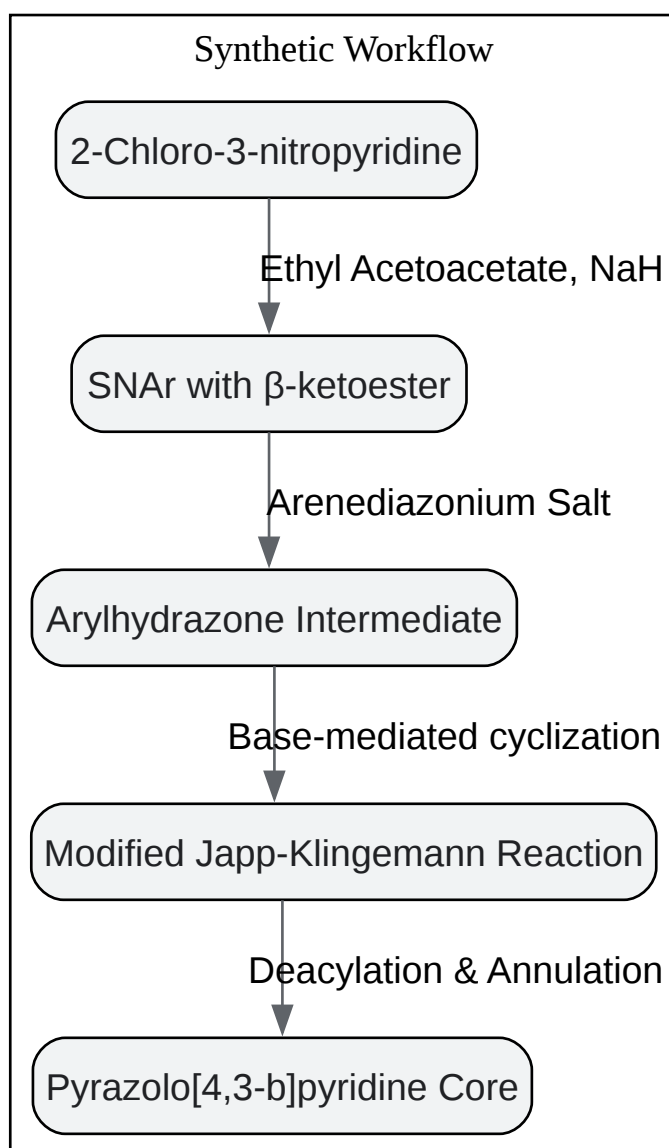 Synthetic Workflow
2-Chloro-3-nitropyridine
Ethyl Acetoacetate, NaH
SNAr with β-ketoester
Arenediazonium Salt
Arylhydrazone Intermediate
Base-mediated cyclization
Modified Japp-Klingemann Reaction
Deacylation & Annulation
Pyrazolo[4,3-b]pyridine Core